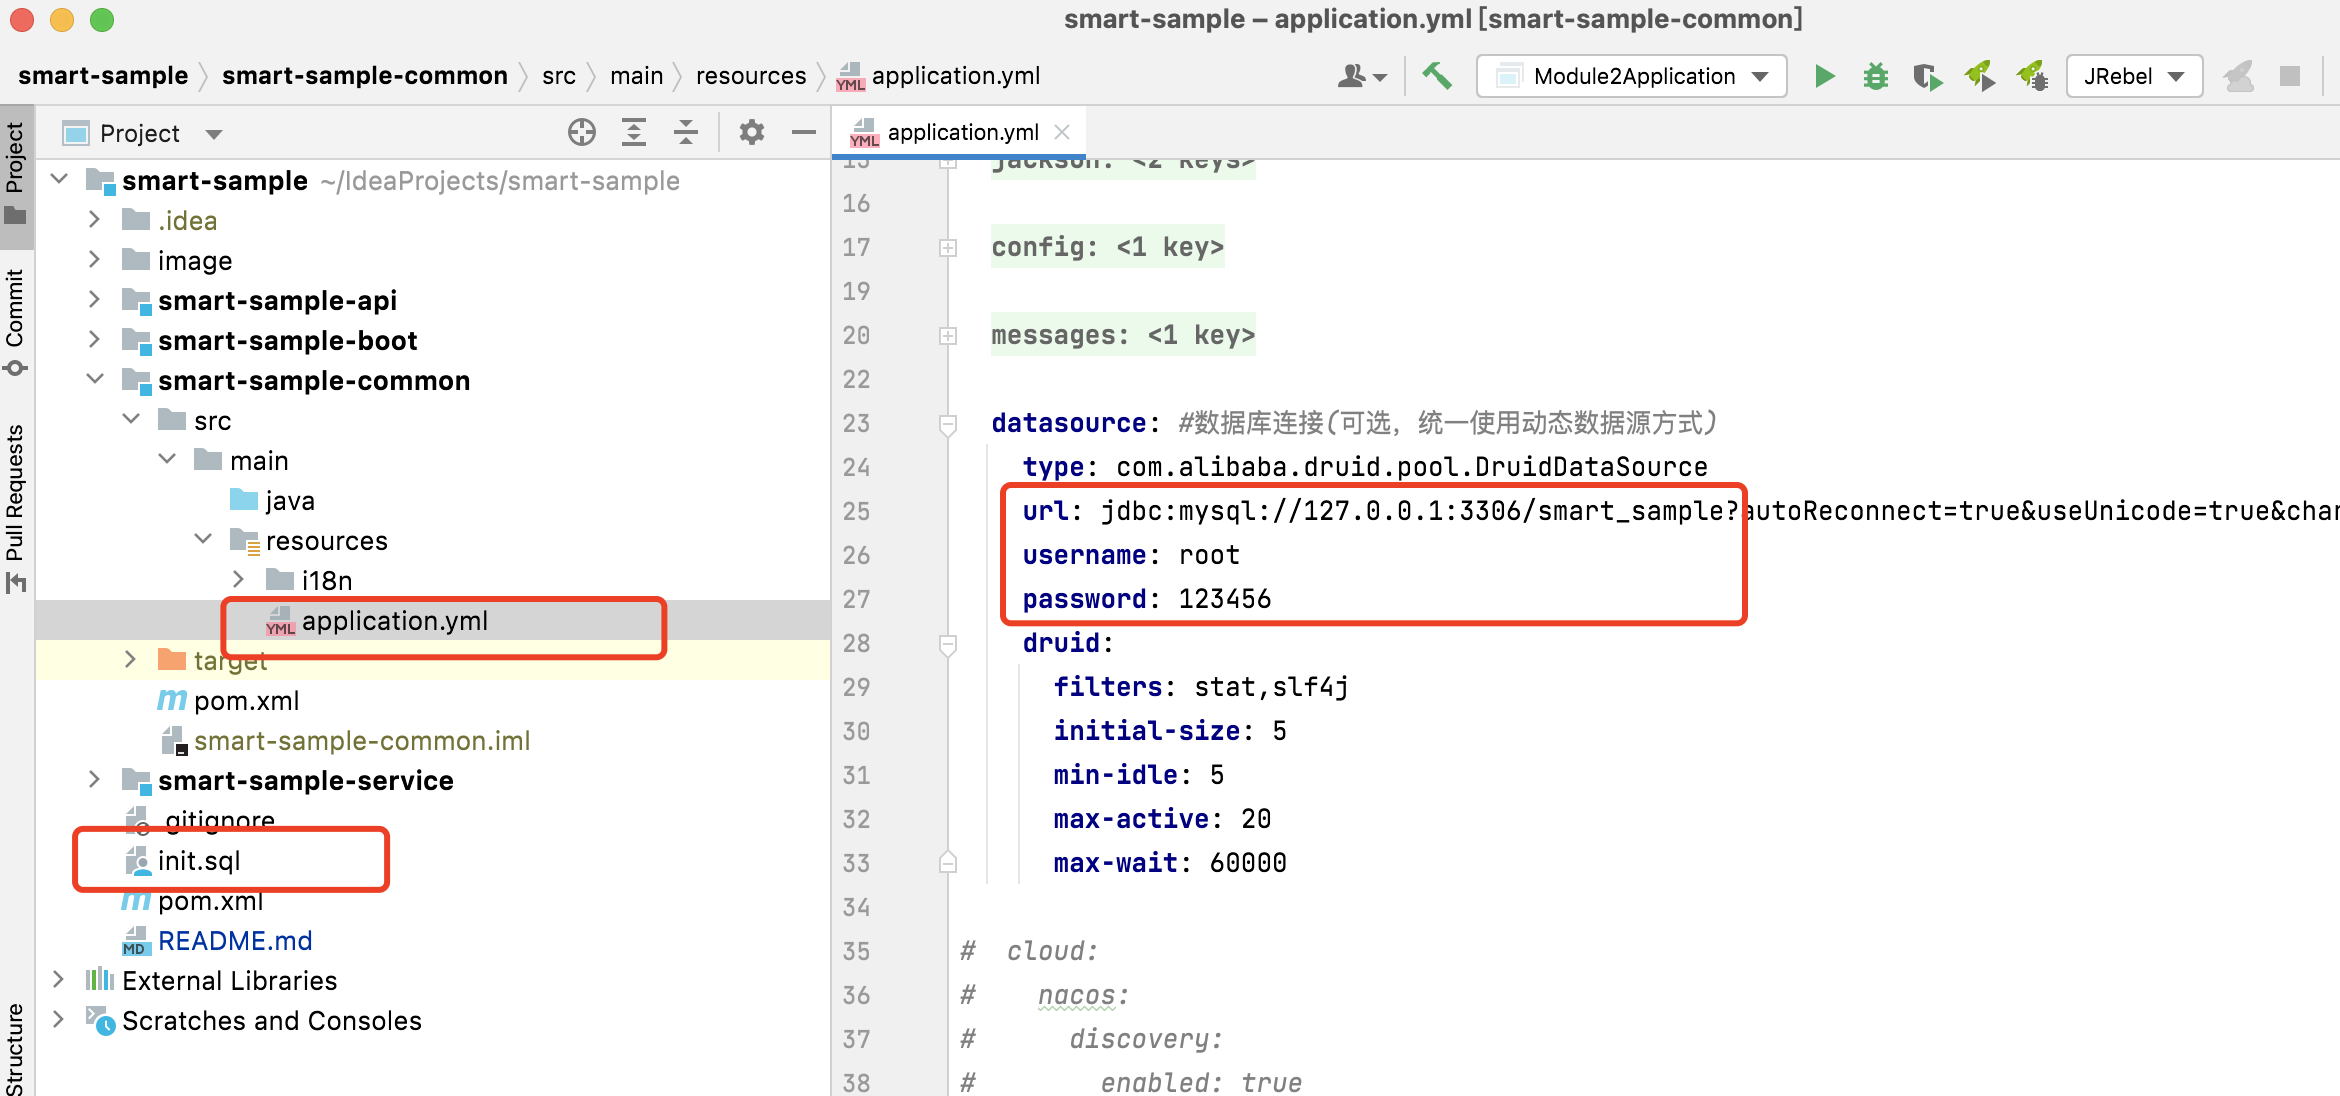 smart-sample – application.yml [smart-sample-common]
smart-sample
smart-sample-common
src
main
resources
application.yml
Module2Application
JRebel
Project
Commit
Pull Requests
Structure
Project
smart-sample ~/IdeaProjects/smart-sample
.idea
image
smart-sample-api
smart-sample-boot
smart-sample-common
src
main
java
resources
i18n
application.yml
target
pom.xml
smart-sample-common.iml
smart-sample-service
.gitignore
init.sql
pom.xml
README.md
External Libraries
Scratches and Consoles
application.yml
15 jackson: <2 keys>
16
17 config: <1 key>
19
20 messages: <1 key>
22
23 datasource: #数据库连接(可选，统一使用动态数据源方式)
24 type: com.alibaba.druid.pool.DruidDataSource
25 url: jdbc:mysql://127.0.0.1:3306/smart_sample?autoReconnect=true&useUnicode=true&char
26 username: root
27 password: 123456
28 druid:
29 filters: stat,slf4j
30 initial-size: 5
31 min-idle: 5
32 max-active: 20
33 max-wait: 60000
34
35 # cloud:
36 # nacos:
37 # discovery:
38 # enabled: true